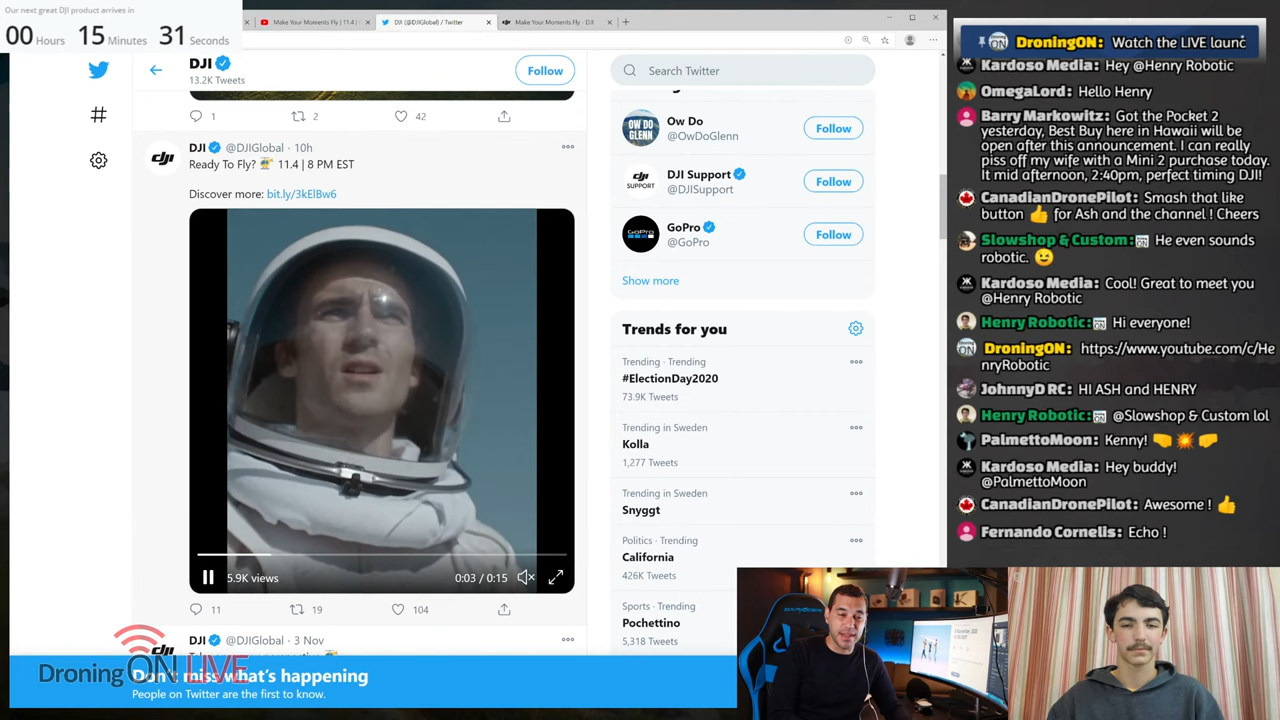 Our next great DJI product arrives in
00 Hours 15 Minutes 31 Seconds
Make Your Moments Fly | 11.4 |
DJI (@DJIGlobal) / Twitter
Make Your Moments Fly - DJI
DJI
13.2K Tweets
Follow
1
2
42
DJI @DJIGlobal · 10h
Ready To Fly? 11.4 | 8 PM EST
Discover more: bit.ly/3kElBw6
5.9K views
0:03 / 0:15
11
19
104
DJI @DJIGlobal · 3 Nov
DroningON LIVE
Don't miss what's happening
People on Twitter are the first to know.
Search Twitter
OW DO GLENN
Ow Do
@OwDoGlenn
Follow
dji SUPPORT
DJI Support
@DJISupport
Follow
GoPro
GoPro
@GoPro
Follow
Show more
Trends for you
Trending · Trending
#ElectionDay2020
73.9K Tweets
Trending in Sweden
Kolla
1,277 Tweets
Trending in Sweden
Snyggt
Politics · Trending
California
426K Tweets
Sports · Trending
Pochettino
5,318 Tweets
DroningON: Watch the LIVE launc
Kardoso Media: Hey @Henry Robotic
OmegaLord: Hello Henry
Barry Markowitz: Got the Pocket 2
yesterday, Best Buy here in Hawaii will be
open after this announcement. I can really
piss off my wife with a Mini 2 purchase today.
It mid afternoon, 2:40pm, perfect timing DJI!
CanadianDronePilot: Smash that like
button 👍 for Ash and the channel ! Cheers
Slowshop & Custom: He even sounds
robotic. 😉
Kardoso Media: Cool! Great to meet you
@Henry Robotic
Henry Robotic: Hi everyone!
DroningON: https://www.youtube.com/c/He
nryRobotic
JohnnyD RC: HI ASH and HENRY
Henry Robotic: @Slowshop & Custom lol
PalmettoMoon: Kenny! 🤜💥🤛
Kardoso Media: Hey buddy!
@PalmettoMoon
CanadianDronePilot: Awesome ! 👍
Fernando Cornelis: Echo !